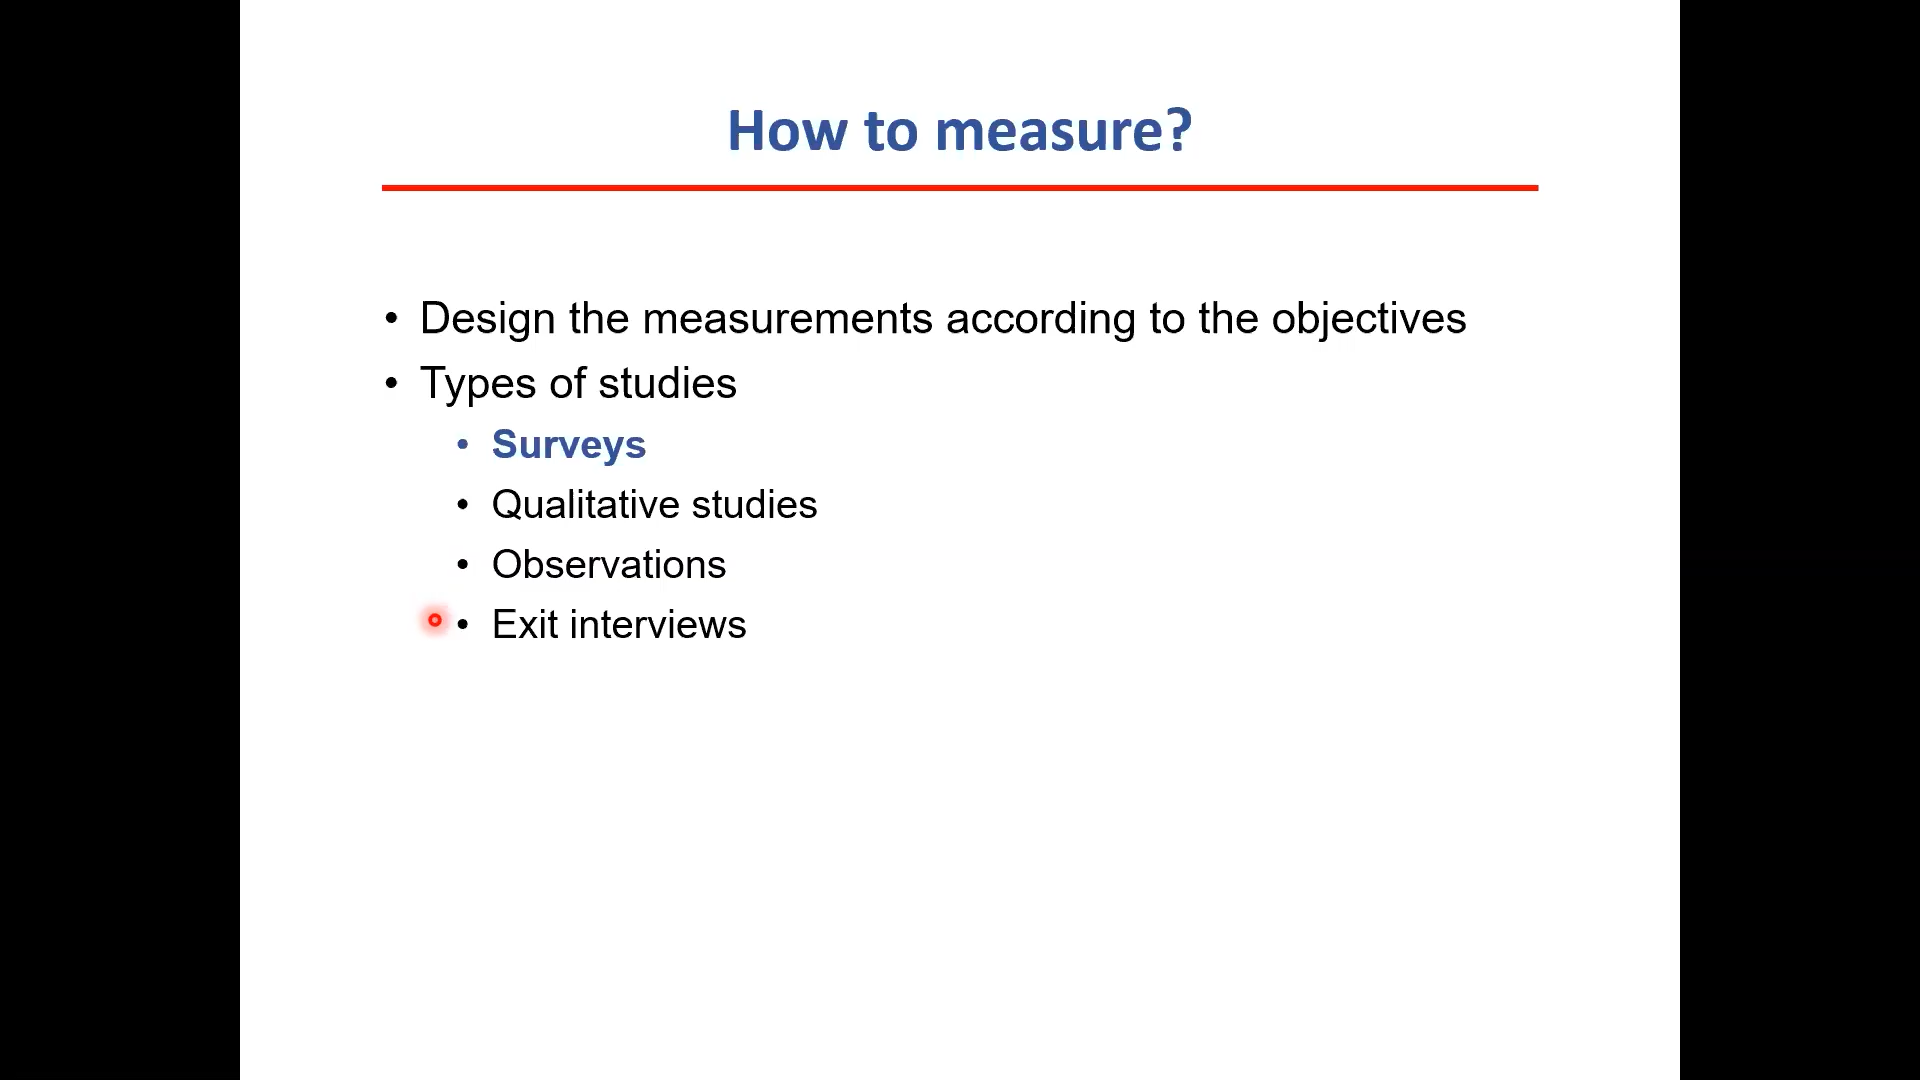 How to measure?
• Design the measurements according to the objectives
• Types of studies
• Surveys
• Qualitative studies
• Observations
• Exit interviews